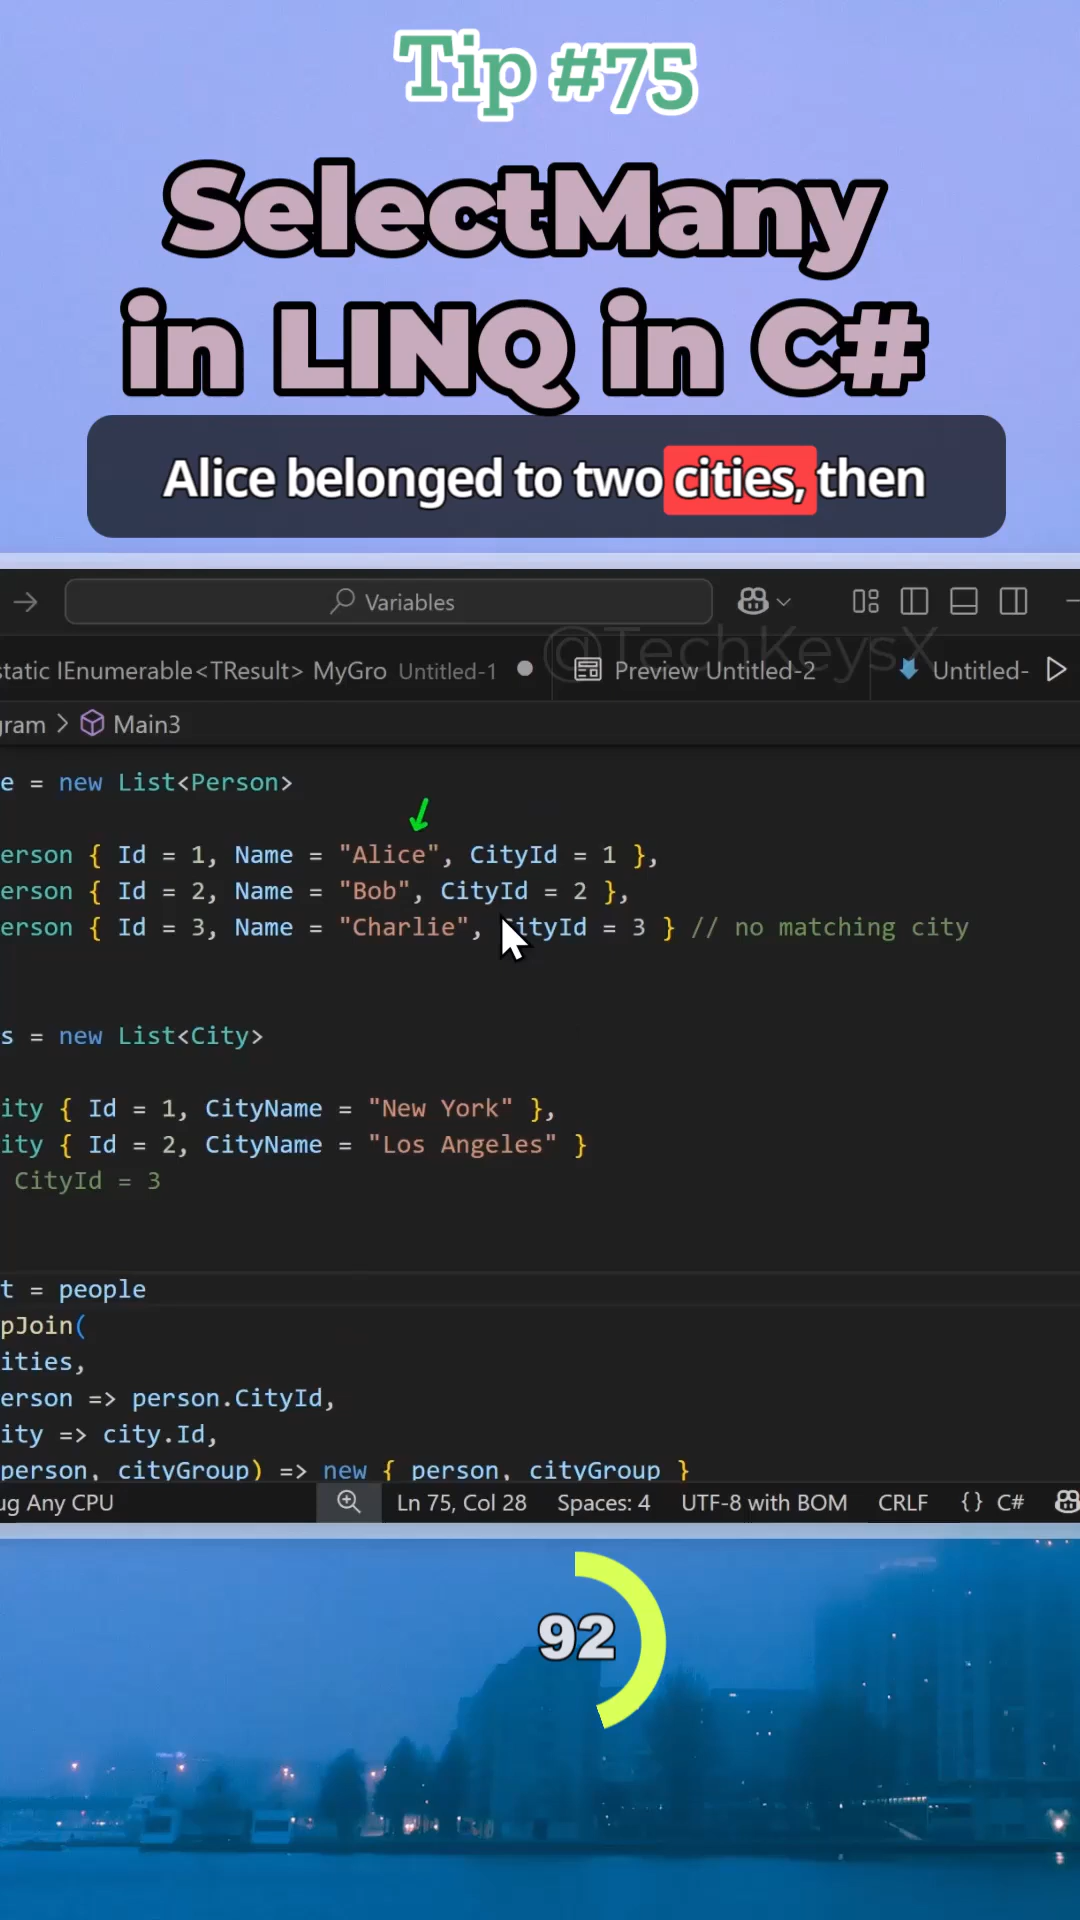 Tip #75
SelectMany
in LINQ in C#
Alice belonged to two cities, then
Variables
@TechKeysX
static IEnumerable<TResult> MyGro Untitled-1 Preview Untitled-2 Untitled-
gram > Main3
e = new List<Person>
erson { Id = 1, Name = "Alice", CityId = 1 },
erson { Id = 2, Name = "Bob", CityId = 2 },
erson { Id = 3, Name = "Charlie", CityId = 3 } // no matching city
s = new List<City>
ity { Id = 1, CityName = "New York" },
ity { Id = 2, CityName = "Los Angeles" }
CityId = 3
t = people
pJoin(
ities,
erson => person.CityId,
ity => city.Id,
person, cityGroup) => new { person, cityGroup }
ug Any CPU Ln 75, Col 28 Spaces: 4 UTF-8 with BOM CRLF {} C#
92